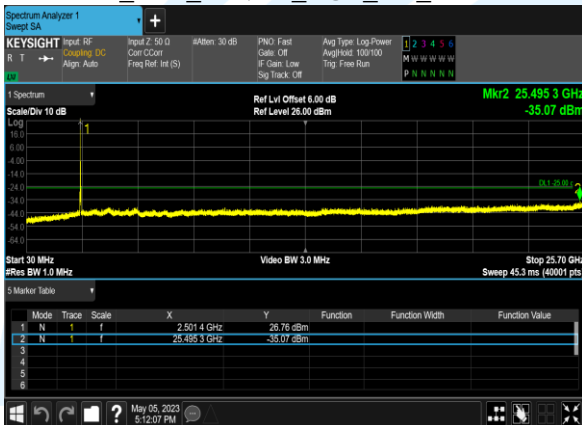 Spectrum Analyzer 1
Swept SA
KEYSIGHT Input: RF Input Z: 50 Ω #Atten: 30 dB PNO: Fast Avg Type: Log-Power 1 2 3 4 5 6
R T Coupling: DC Corr CCorr Gate: Off Avg|Hold: 100/100 M W W W W W
Align: Auto Freq Ref: Int (S) IF Gain: Low Trig: Free Run
Sig Track: Off P N N N N N
1 Spectrum Ref Lvl Offset 6.00 dB Mkr2 25.495 3 GHz
Scale/Div 10 dB Ref Level 26.00 dBm -35.07 dBm
Log
16.0
6.00
-4.00
-14.0
-24.0
-34.0
-44.0
-54.0
-64.0
1
Start 30 MHz Video BW 3.0 MHz Stop 25.70 GHz
#Res BW 1.0 MHz Sweep 45.3 ms (40001 pts
5 Marker Table
Mode Trace Scale X Y Function Function Width Function Value
1 N 1 f 2.501 4 GHz 26.76 dBm
2 N 1 f 25.495 3 GHz -35.07 dBm
3
4
5
6
May 05, 2023
5:12:07 PM